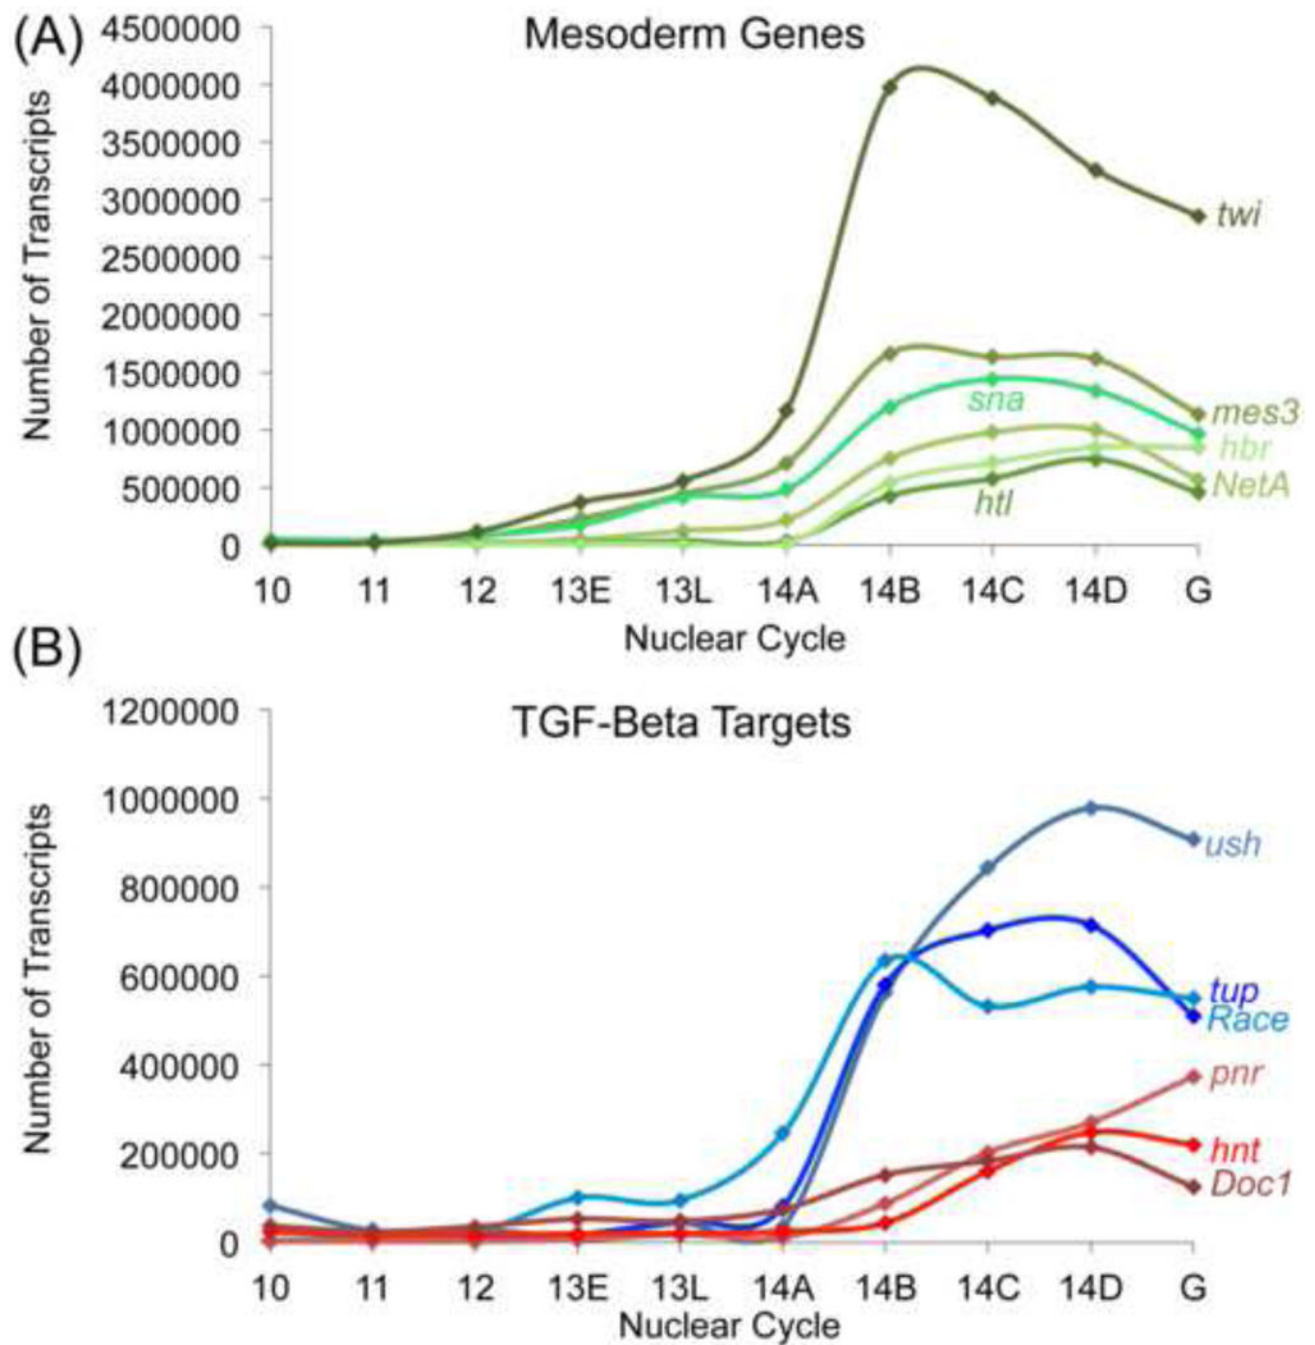 (A)
Mesoderm Genes
Number of Transcripts
4500000
4000000
3500000
3000000
2500000
2000000
1500000
1000000
500000
0
twi
mes3
sna
hbr
NetA
htl
10 11 12 13E 13L 14A 14B 14C 14D G
Nuclear Cycle
(B)
TGF-Beta Targets
Number of Transcripts
1200000
1000000
800000
600000
400000
200000
0
ush
tup
Race
pnr
hnt
Doc1
10 11 12 13E 13L 14A 14B 14C 14D G
Nuclear Cycle